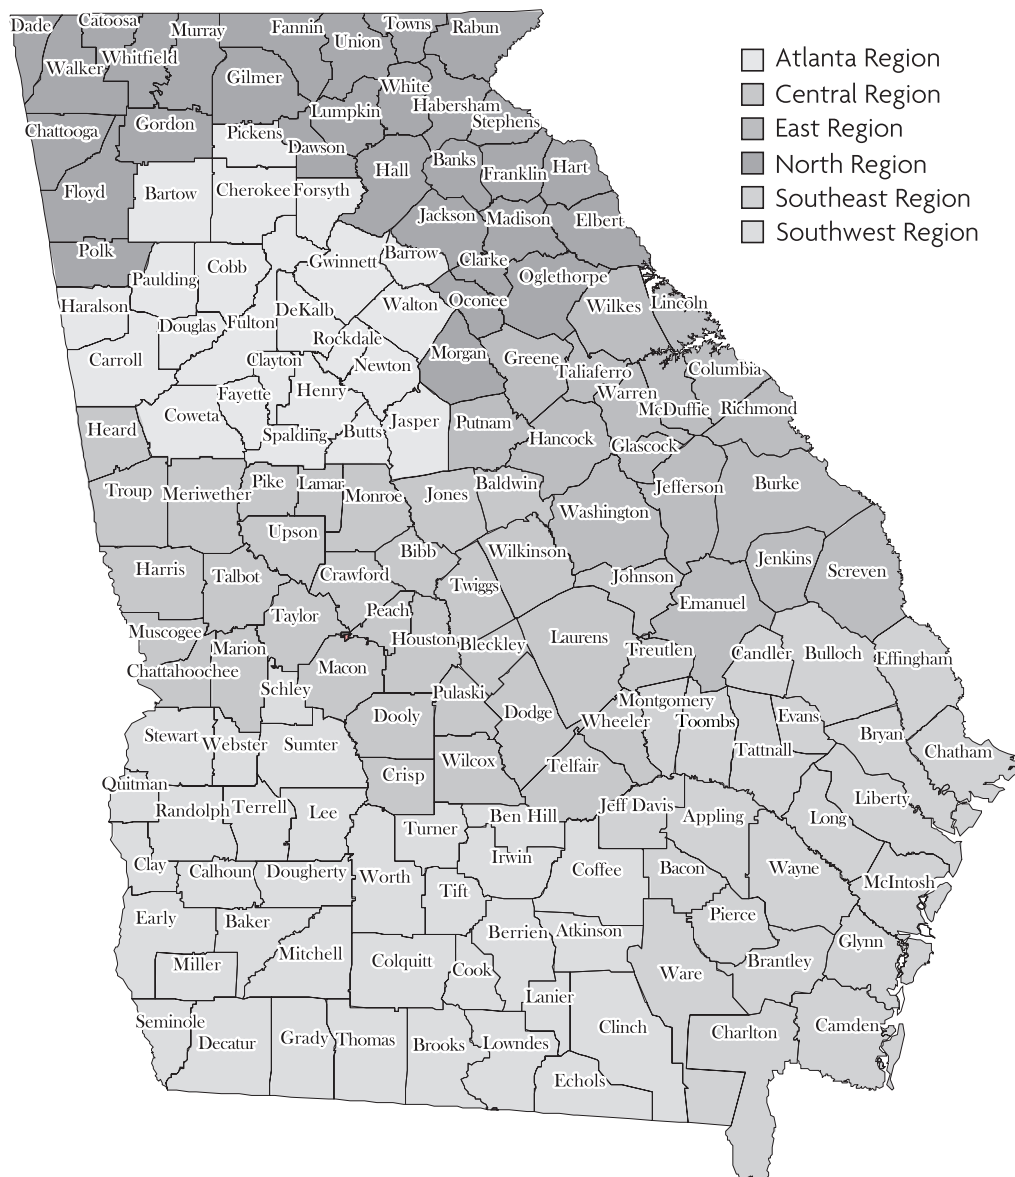 Dade
Catoosa
Murray
Fannin
Towns
Rabun
Union
Walker
Whitfield
Gilmer
White
Lumpkin
Habersham
Stephens
Chattooga
Gordon
Pickens
Dawson
Hall
Banks
Franklin
Hart
Floyd
Bartow
Cherokee
Forsyth
Jackson
Madison
Elbert
Polk
Paulding
Cobb
Gwinnett
Barrow
Clarke
Oglethorpe
Haralson
Douglas
Fulton
DeKalb
Walton
Oconee
Wilkes
Lincoln
Carroll
Clayton
Rockdale
Newton
Morgan
Greene
Taliaferro
Columbia
Fayette
Henry
Warren
McDuffie
Richmond
Heard
Coweta
Spalding
Butts
Jasper
Putnam
Hancock
Glascock
Troup
Meriwether
Pike
Lamar
Monroe
Jones
Baldwin
Washington
Jefferson
Burke
Upson
Harris
Talbot
Crawford
Bibb
Wilkinson
Twiggs
Johnson
Jenkins
Screven
Taylor
Peach
Emanuel
Muscogee
Marion
Houston
Bleckley
Laurens
Treutlen
Candler
Bulloch
Effingham
Chattahoochee
Schley
Macon
Pulaski
Dooly
Dodge
Wheeler
Montgomery
Toombs
Evans
Tattnall
Bryan
Chatham
Stewart
Webster
Sumter
Crisp
Wilcox
Telfair
Quitman
Randolph
Terrell
Lee
Turner
Ben Hill
Jeff Davis
Appling
Long
Liberty
Clay
Calhoun
Dougherty
Worth
Irwin
Tift
Coffee
Bacon
Wayne
McIntosh
Early
Baker
Mitchell
Miller
Colquitt
Cook
Berrien
Atkinson
Pierce
Ware
Brantley
Glynn
Seminole
Decatur
Grady
Thomas
Brooks
Lowndes
Lanier
Clinch
Echols
Charlton
Camden
Atlanta Region
Central Region
East Region
North Region
Southeast Region
Southwest Region